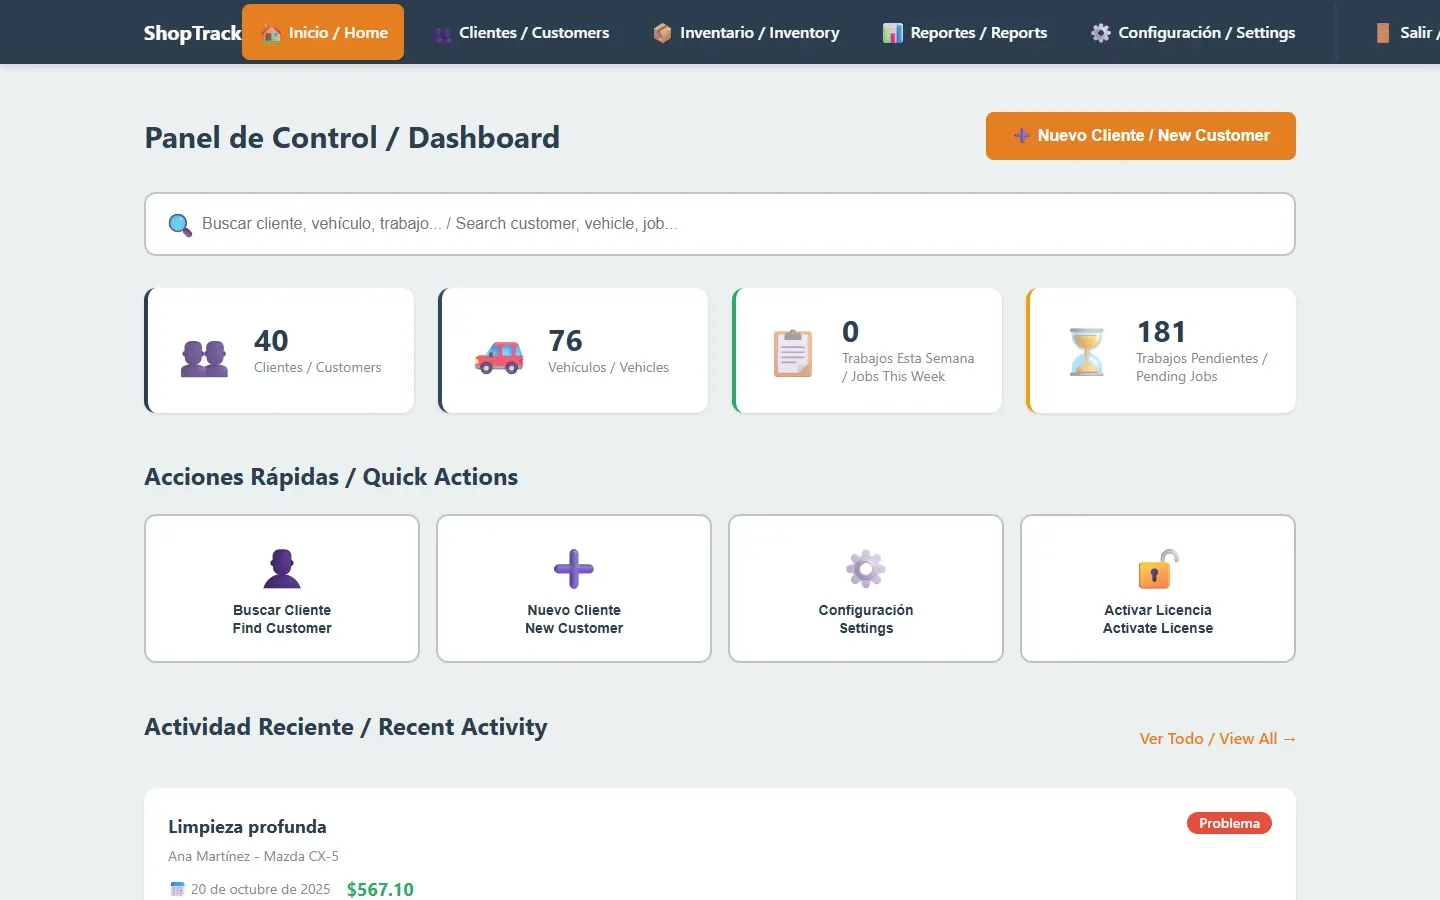 ShopTrack
Inicio / Home
Clientes / Customers
Inventario / Inventory
Reportes / Reports
Configuración / Settings
Salir /
Panel de Control / Dashboard
Nuevo Cliente / New Customer
Buscar cliente, vehículo, trabajo... / Search customer, vehicle, job...
40
Clientes / Customers
76
Vehículos / Vehicles
0
Trabajos Esta Semana
/ Jobs This Week
181
Trabajos Pendientes /
Pending Jobs
Acciones Rápidas / Quick Actions
Buscar Cliente
Find Customer
Nuevo Cliente
New Customer
Configuración
Settings
Activar Licencia
Activate License
Actividad Reciente / Recent Activity
Ver Todo / View All →
Limpieza profunda
Problema
Ana Martínez - Mazda CX-5
20 de octubre de 2025
$567.10